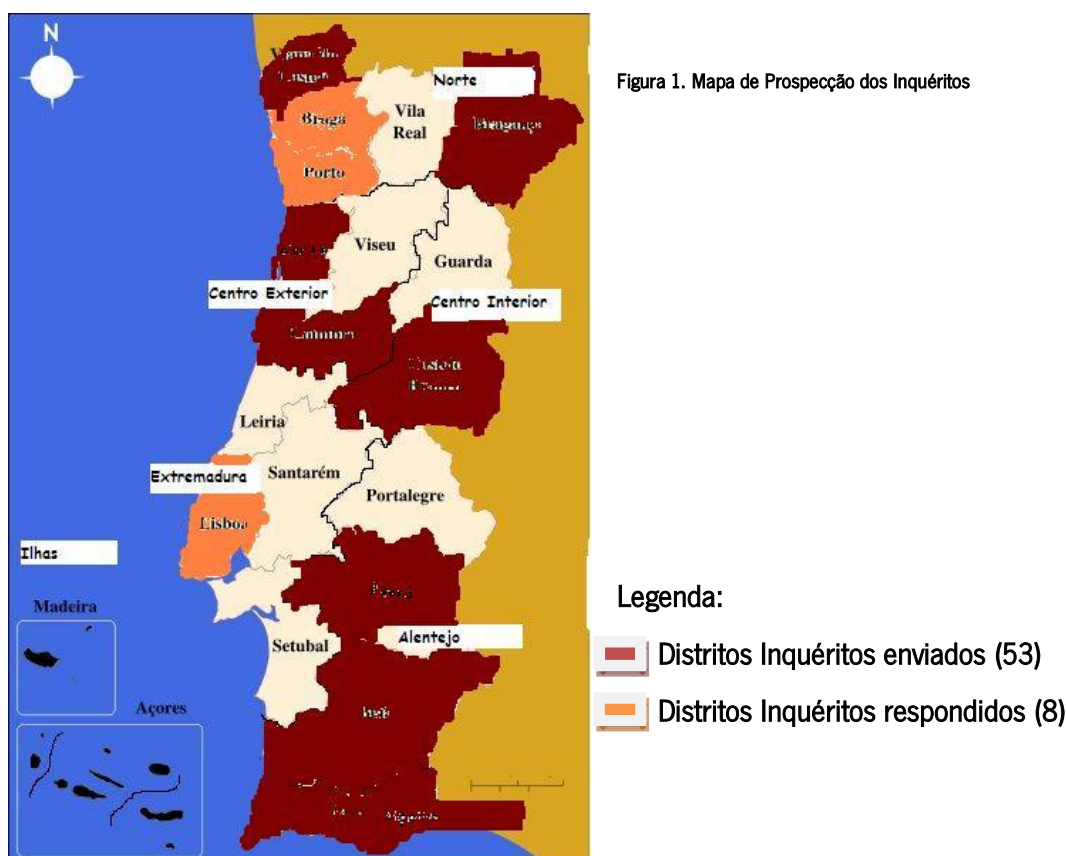 N
Norte
Braga
Vila
Real
Porto
Viseu
Guarda
Centro Exterior
Centro Interior
Leiria
Extremadura
Santarém
Portalegre
Lisboa
Ilhas
Madeira
Setubal
Alentejo
Açores
Figura 1. Mapa de Prospecção dos Inquéritos
Legenda:
Distritos Inquéritos enviados (53)
Distritos Inquéritos respondidos (8)